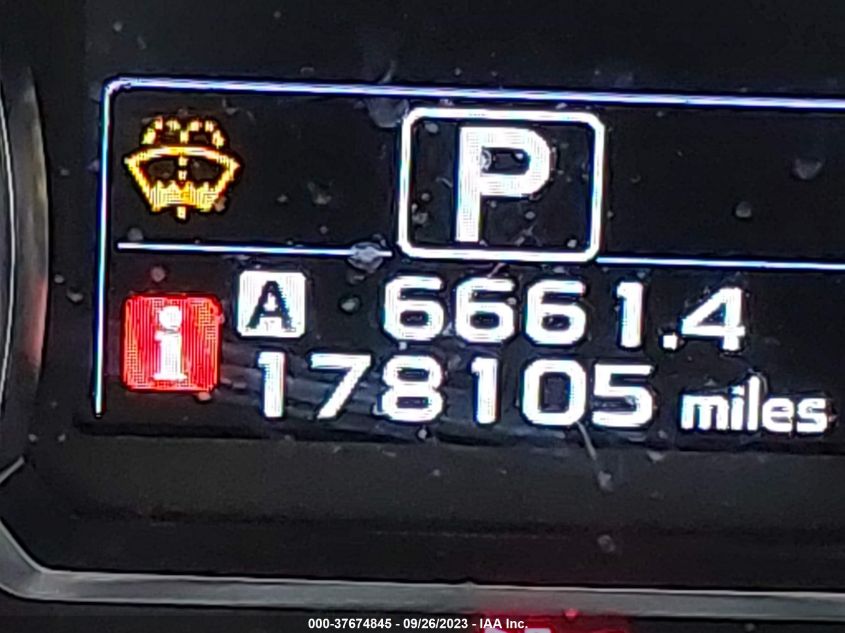 P
A 6661.4
i
178105 miles
000-37674845 - 09/26/2023 - IAA Inc.